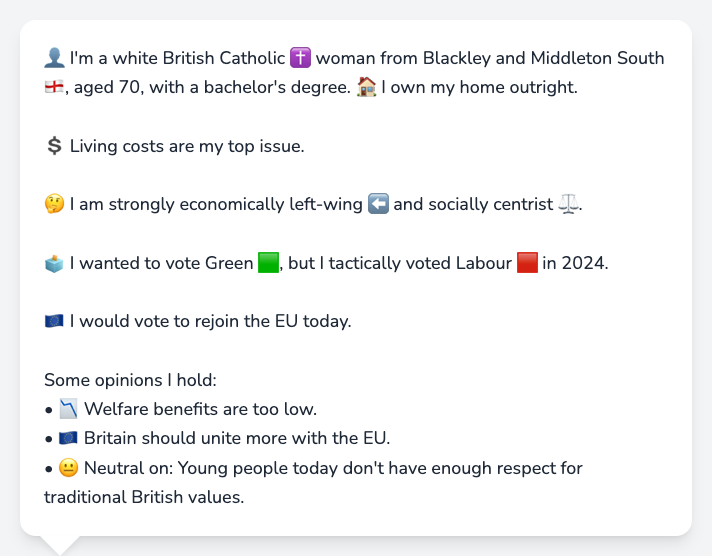 👤 I'm a white British Catholic ✝️ woman from Blackley and Middleton South
🏴󠁧󠁢󠁥󠁮󠁧󠁿, aged 70, with a bachelor's degree. 🏠 I own my home outright.
💲 Living costs are my top issue.
🤔 I am strongly economically left-wing ⬅️ and socially centrist ⚖️.
🗳️ I wanted to vote Green 🟩, but I tactically voted Labour 🟥 in 2024.
🇪🇺 I would vote to rejoin the EU today.
Some opinions I hold:
• 📉 Welfare benefits are too low.
• 🇪🇺 Britain should unite more with the EU.
• 😐 Neutral on: Young people today don't have enough respect for
traditional British values.